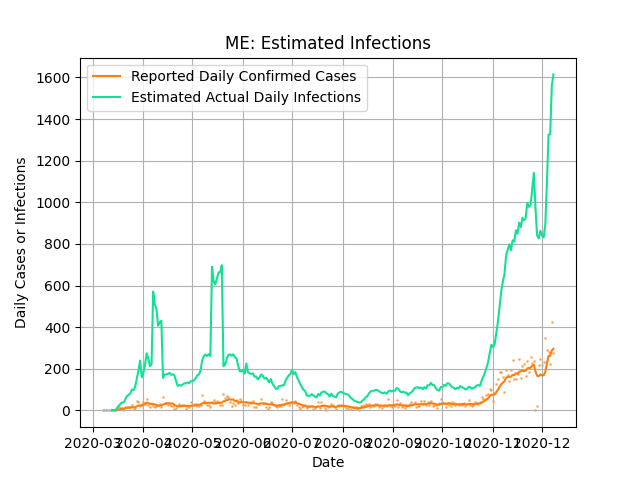 ME: Estimated Infections
Reported Daily Confirmed Cases
Estimated Actual Daily Infections
Daily Cases or Infections
1600
1400
1200
1000
800
600
400
200
0
2020-03 2020-04 2020-05 2020-06 2020-07 2020-08 2020-09 2020-10 2020-11 2020-12
Date